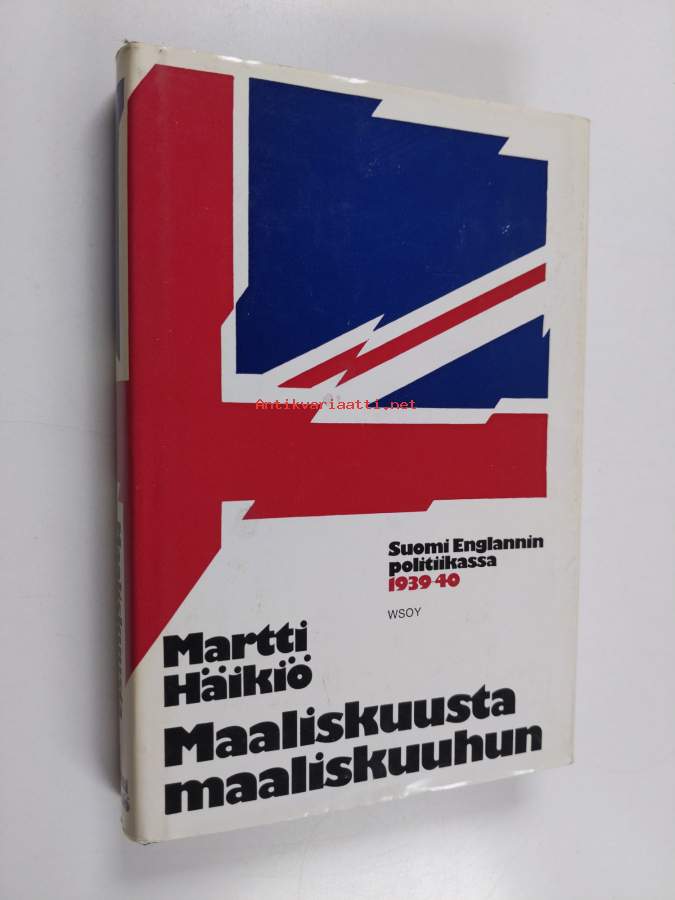 Antikvariaatti.net
Suomi Englannin
politiikassa
1939-40
WSOY
Martti
Häikiö
Maaliskuusta
maaliskuuhun